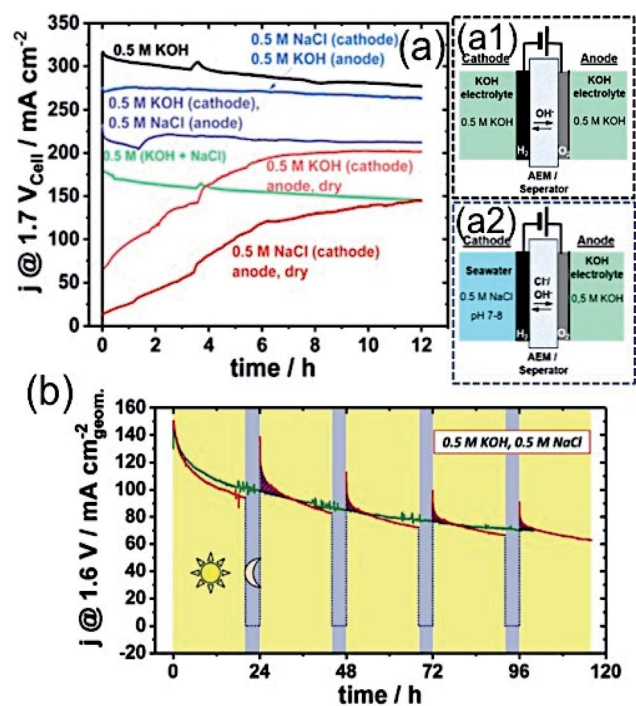 (a)
j @ 1.7 V_Cell / mA cm⁻²
350
300
250
200
150
100
50
0
0.5 M KOH
0.5 M NaCl (cathode)
0.5 M KOH (anode)
0.5 M KOH (cathode),
0.5 M NaCl (anode)
0.5 M (KOH + NaCl)
0.5 M KOH (cathode)
anode, dry
0.5 M NaCl (cathode)
anode, dry
0 2 4 6 8 10 12
time / h
(a1)
Cathode Anode
KOH
electrolyte
0.5 M KOH
OH⁻
KOH
electrolyte
0.5 M KOH
H₂ O₂
AEM /
Seperator
(a2)
Cathode Anode
Seawater
0.5 M NaCl
pH 7-8
Cl⁻/
OH⁻
KOH
electrolyte
0,5 M KOH
H₂ O₂
AEM /
Seperator
(b)
j @ 1.6 V / mA cm⁻²_geom.
160
140
120
100
80
60
40
20
0
0.5 M KOH, 0.5 M NaCl
0 24 48 72 96 120
time / h